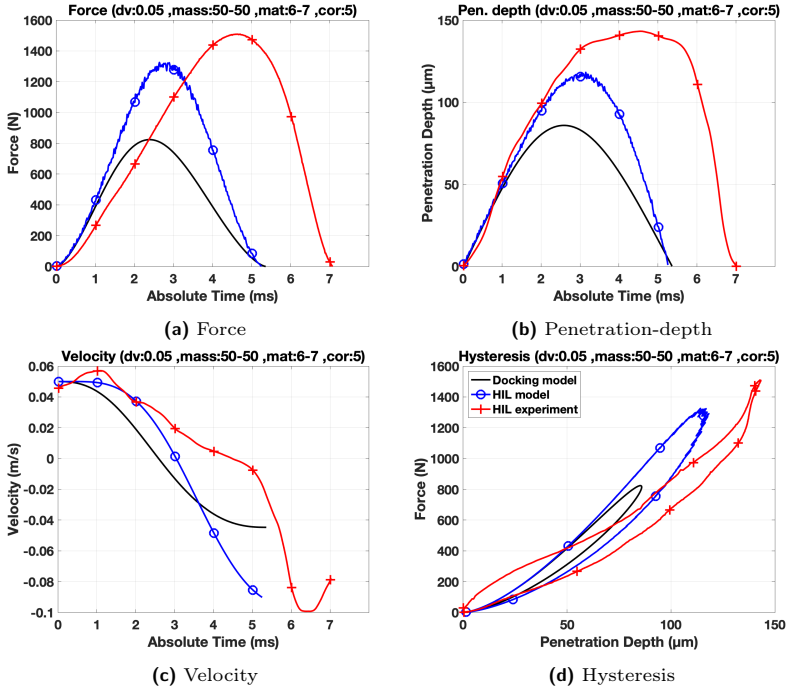 Force (dv:0.05 ,mass:50-50 ,mat:6-7 ,cor:5)
1600
1400
1200
1000
800
600
400
200
0
Force (N)
0 1 2 3 4 5 6 7
Absolute Time (ms)
(a) Force
Pen. depth (dv:0.05 ,mass:50-50 ,mat:6-7 ,cor:5)
150
100
50
0
Penetration Depth (µm)
0 1 2 3 4 5 6 7
Absolute Time (ms)
(b) Penetration-depth
Velocity (dv:0.05 ,mass:50-50 ,mat:6-7 ,cor:5)
0.06
0.04
0.02
0
-0.02
-0.04
-0.06
-0.08
-0.1
Velocity (m/s)
0 1 2 3 4 5 6 7
Absolute Time (ms)
(c) Velocity
Hysteresis (dv:0.05 ,mass:50-50 ,mat:6-7 ,cor:5)
Docking model
HIL model
HIL experiment
1600
1400
1200
1000
800
600
400
200
0
Force (N)
0 50 100 150
Penetration Depth (µm)
(d) Hysteresis